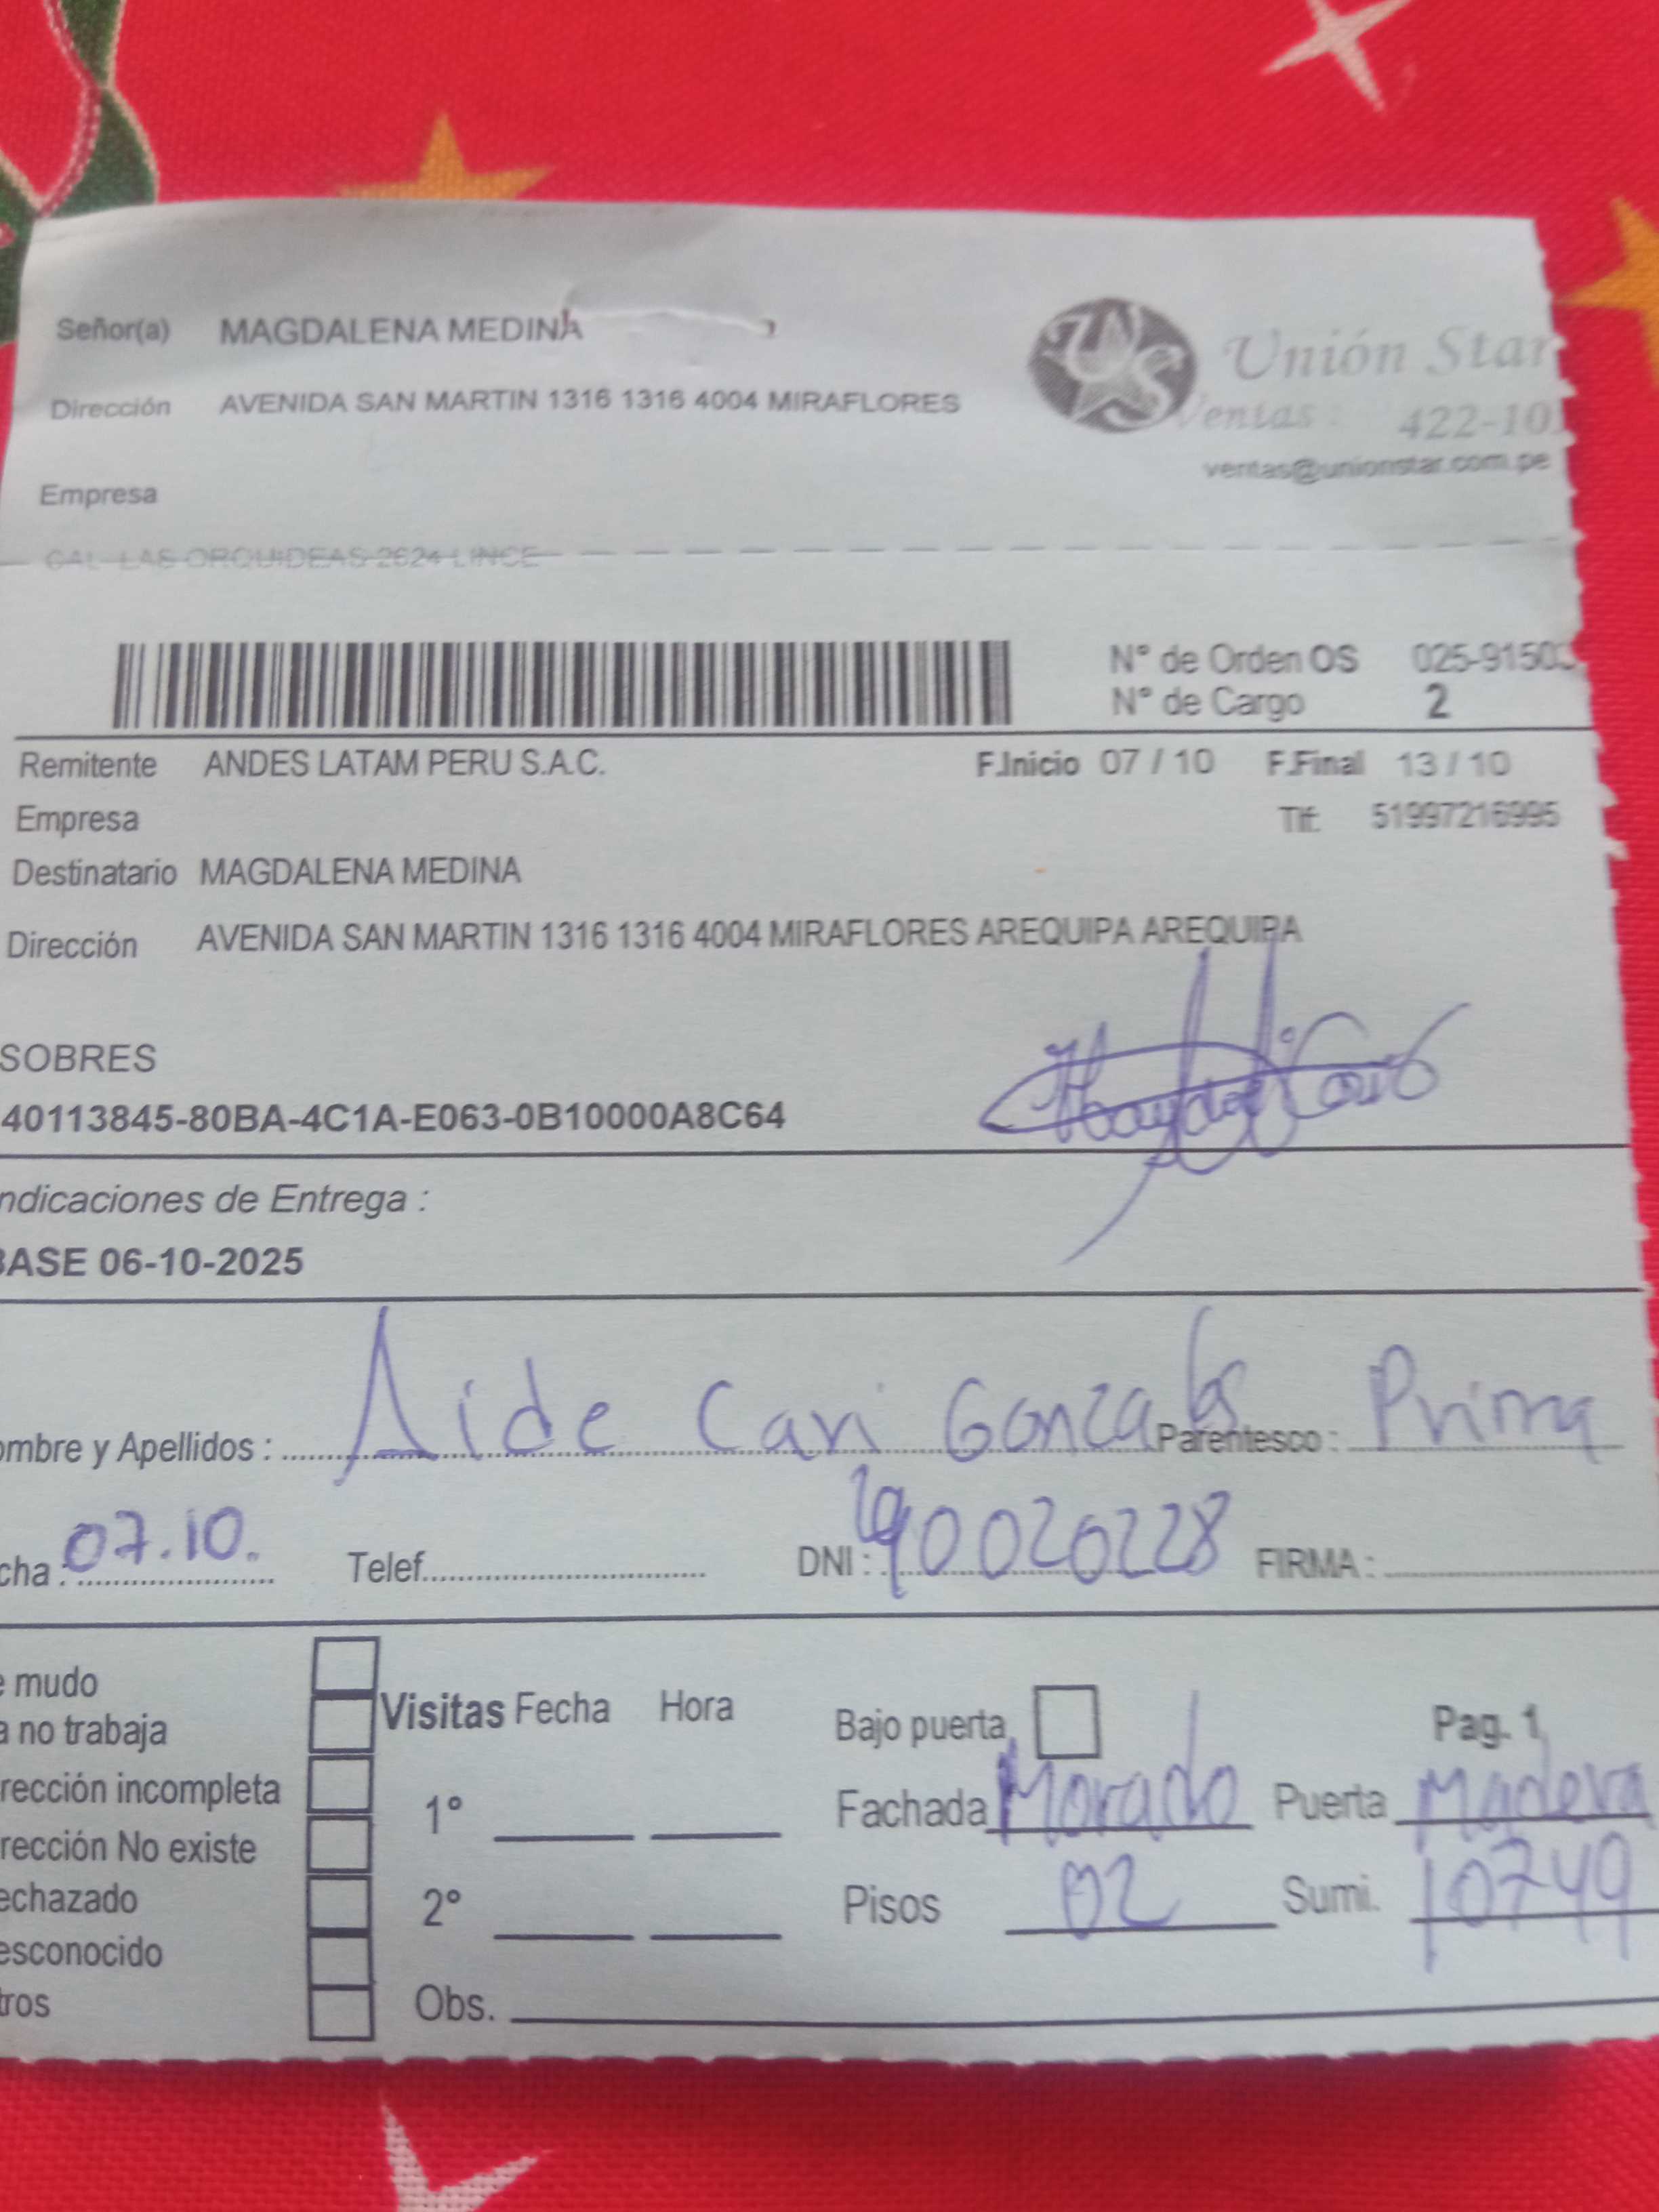 Señor(a) MAGDALENA MEDINA
Unión Star
Dirección AVENIDA SAN MARTIN 1316 1316 4004 MIRAFLORES
Ventas : 422-10
ventas@unionstar.com.pe
Empresa
CAL LAS ORQUIDEAS 2624 LINCE
N° de Orden OS 025-9150
N° de Cargo 2
Remitente ANDES LATAM PERU S.A.C. F.Inicio 07 / 10 F.Final 13 / 10
Empresa Tlf: 51997216995
Destinatario MAGDALENA MEDINA
Dirección AVENIDA SAN MARTIN 1316 1316 4004 MIRAFLORES AREQUIPA AREQUIPA
SOBRES
40113845-80BA-4C1A-E063-0B10000A8C64
ndicaciones de Entrega :
BASE 06-10-2025
ombre y Apellidos : Aide Cari Gonzales Parentesco : Prima
cha : 07.10. Telef. DNI : FIRMA :
e mudo
a no trabaja
Visitas Fecha Hora Bajo puerta Pag. 1
rección incompleta 1° Fachada Morado Puerta Madera
rección No existe
echazado 2° Pisos 02 Sumi. 10749
esconocido
tros Obs.